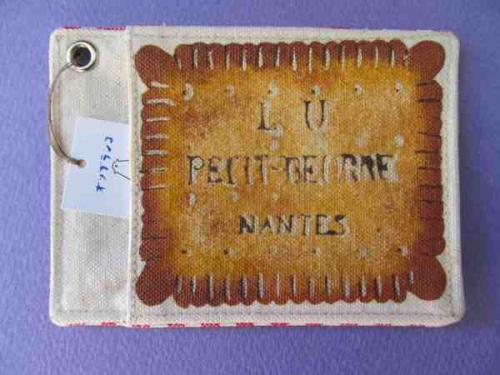 L U
PETIT-BEURRE
NANTES